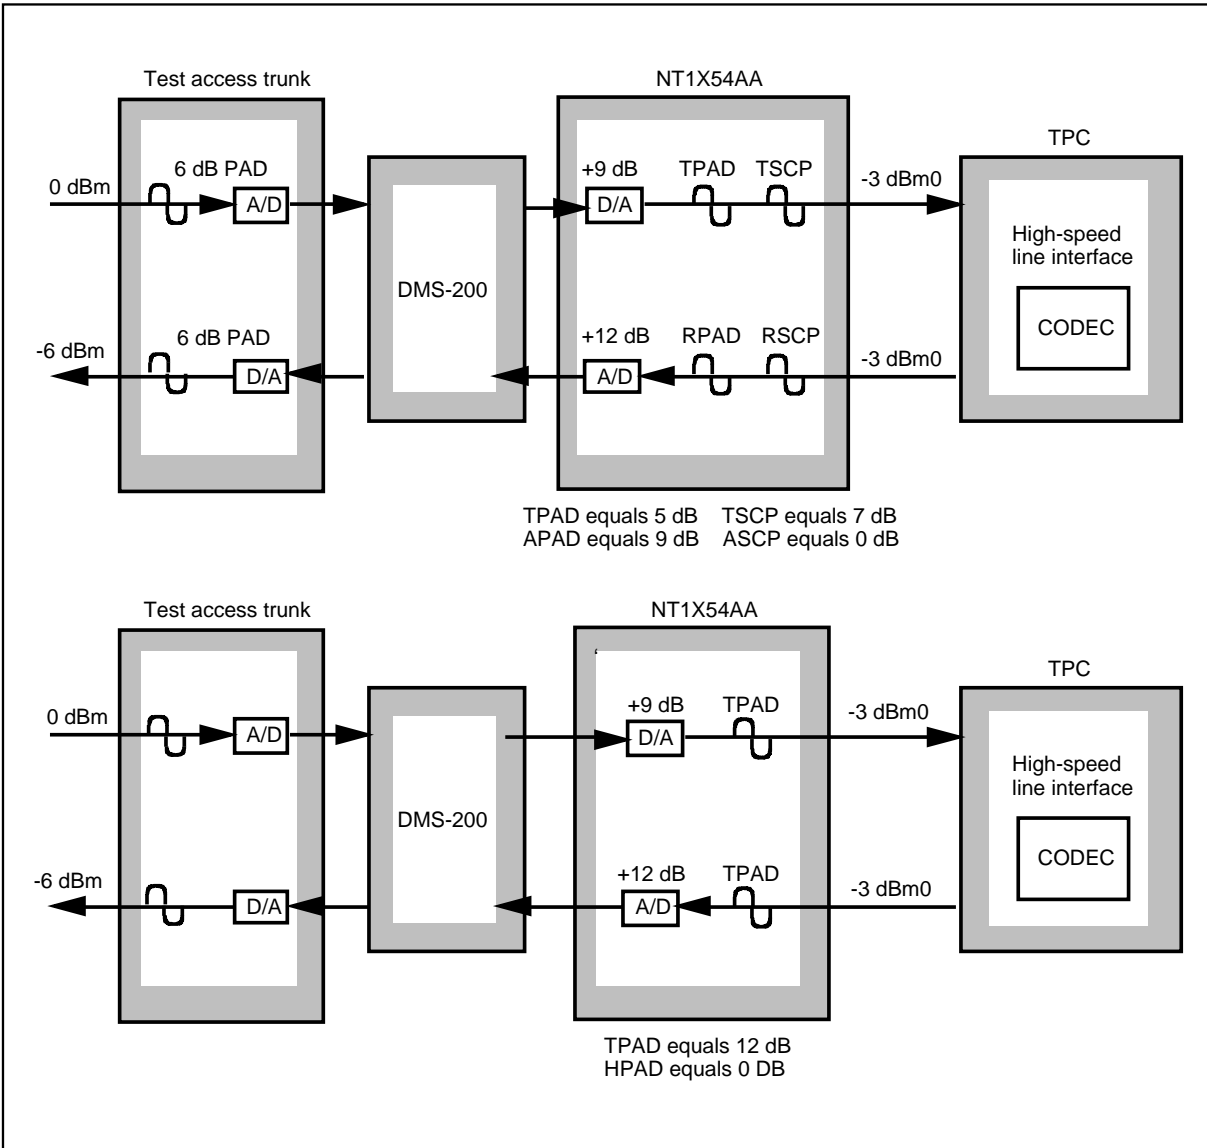 Test access trunk
NT1X54AA
TPC
6 dB PAD
+9 dB
TPAD
TSCP
0 dBm
A/D
D/A
-3 dBm0
High-speed
line interface
DMS-200
CODEC
6 dB PAD
+12 dB
RPAD
RSCP
-6 dBm
D/A
A/D
-3 dBm0
TPAD equals 5 dB TSCP equals 7 dB
APAD equals 9 dB ASCP equals 0 dB
Test access trunk
NT1X54AA
TPC
0 dBm
A/D
+9 dB
TPAD
D/A
-3 dBm0
High-speed
line interface
DMS-200
CODEC
-6 dBm
D/A
+12 dB
TPAD
A/D
-3 dBm0
TPAD equals 12 dB
HPAD equals 0 DB